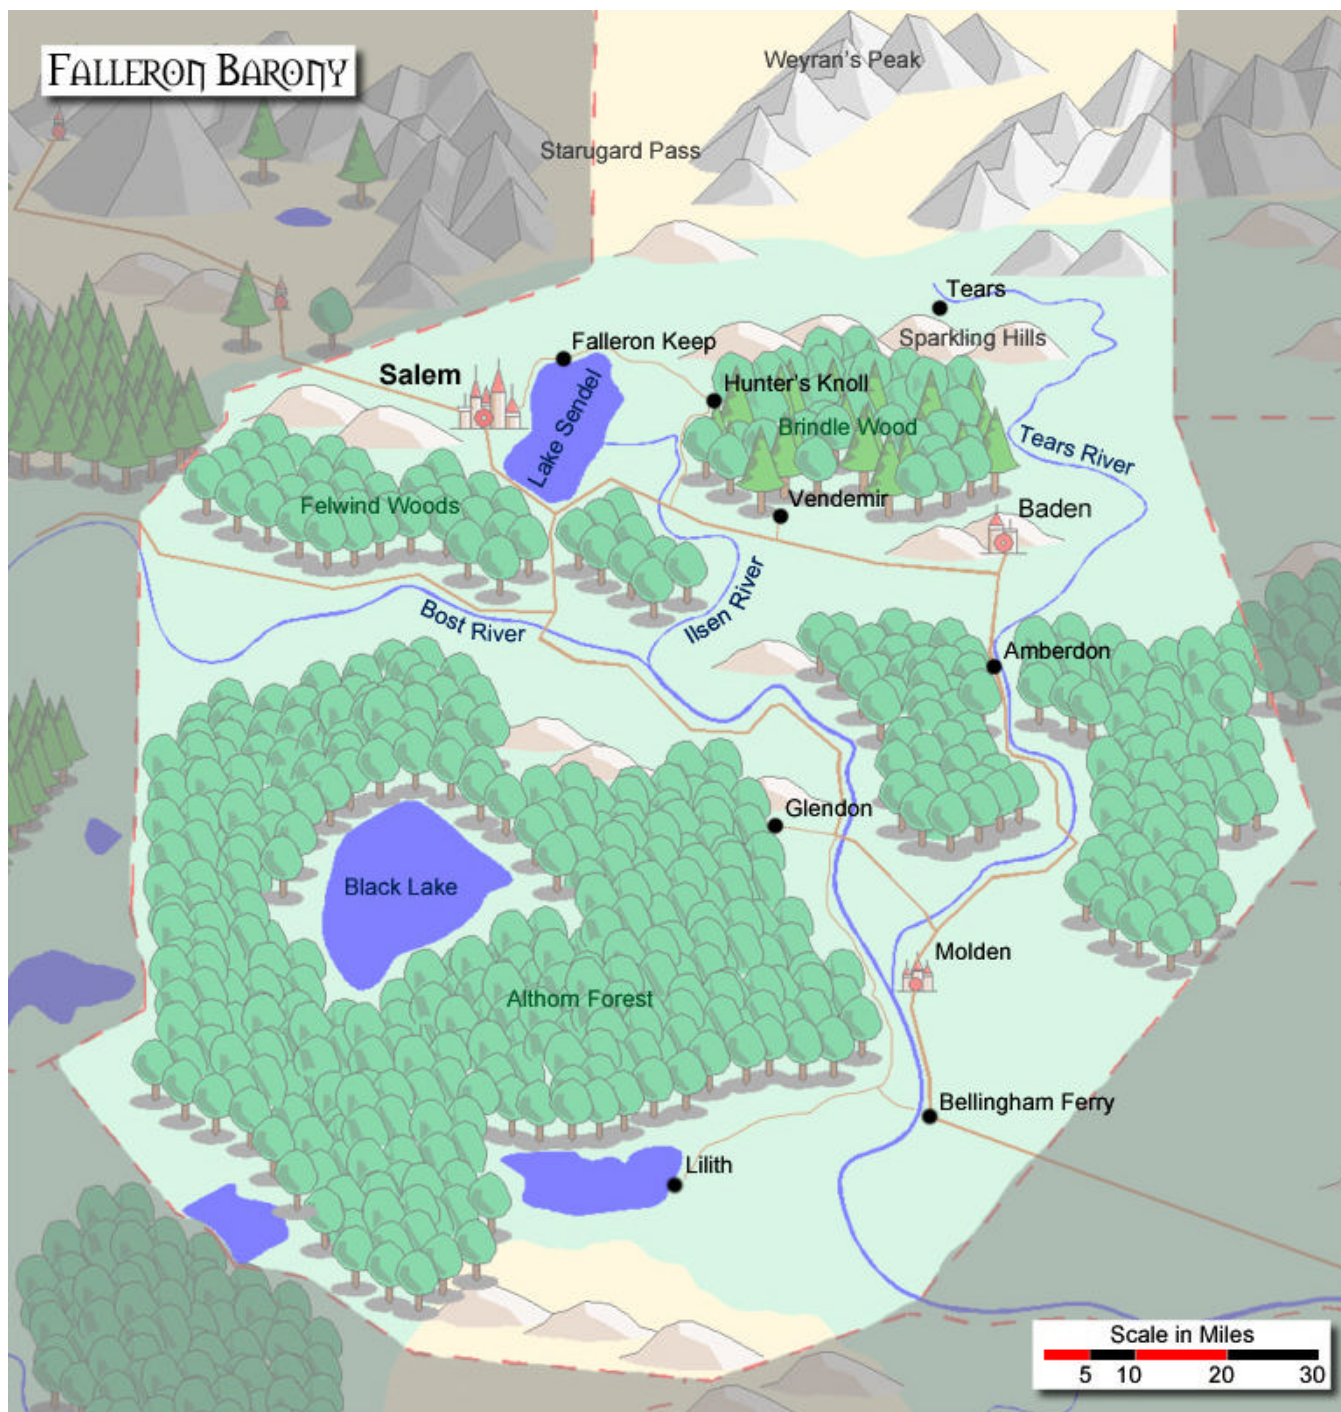 FALLERON BARONY
Weyran's Peak
Starugard Pass
Tears
Sparkling Hills
Falleron Keep
Salem
Hunter's Knoll
Lake Sendel
Brindle Wood
Tears River
Felwind Woods
Vendemir
Baden
Bost River
Ilsen River
Amberdon
Glendon
Black Lake
Molden
Althorn Forest
Bellingham Ferry
Lilith
Scale in Miles
5 10 20 30